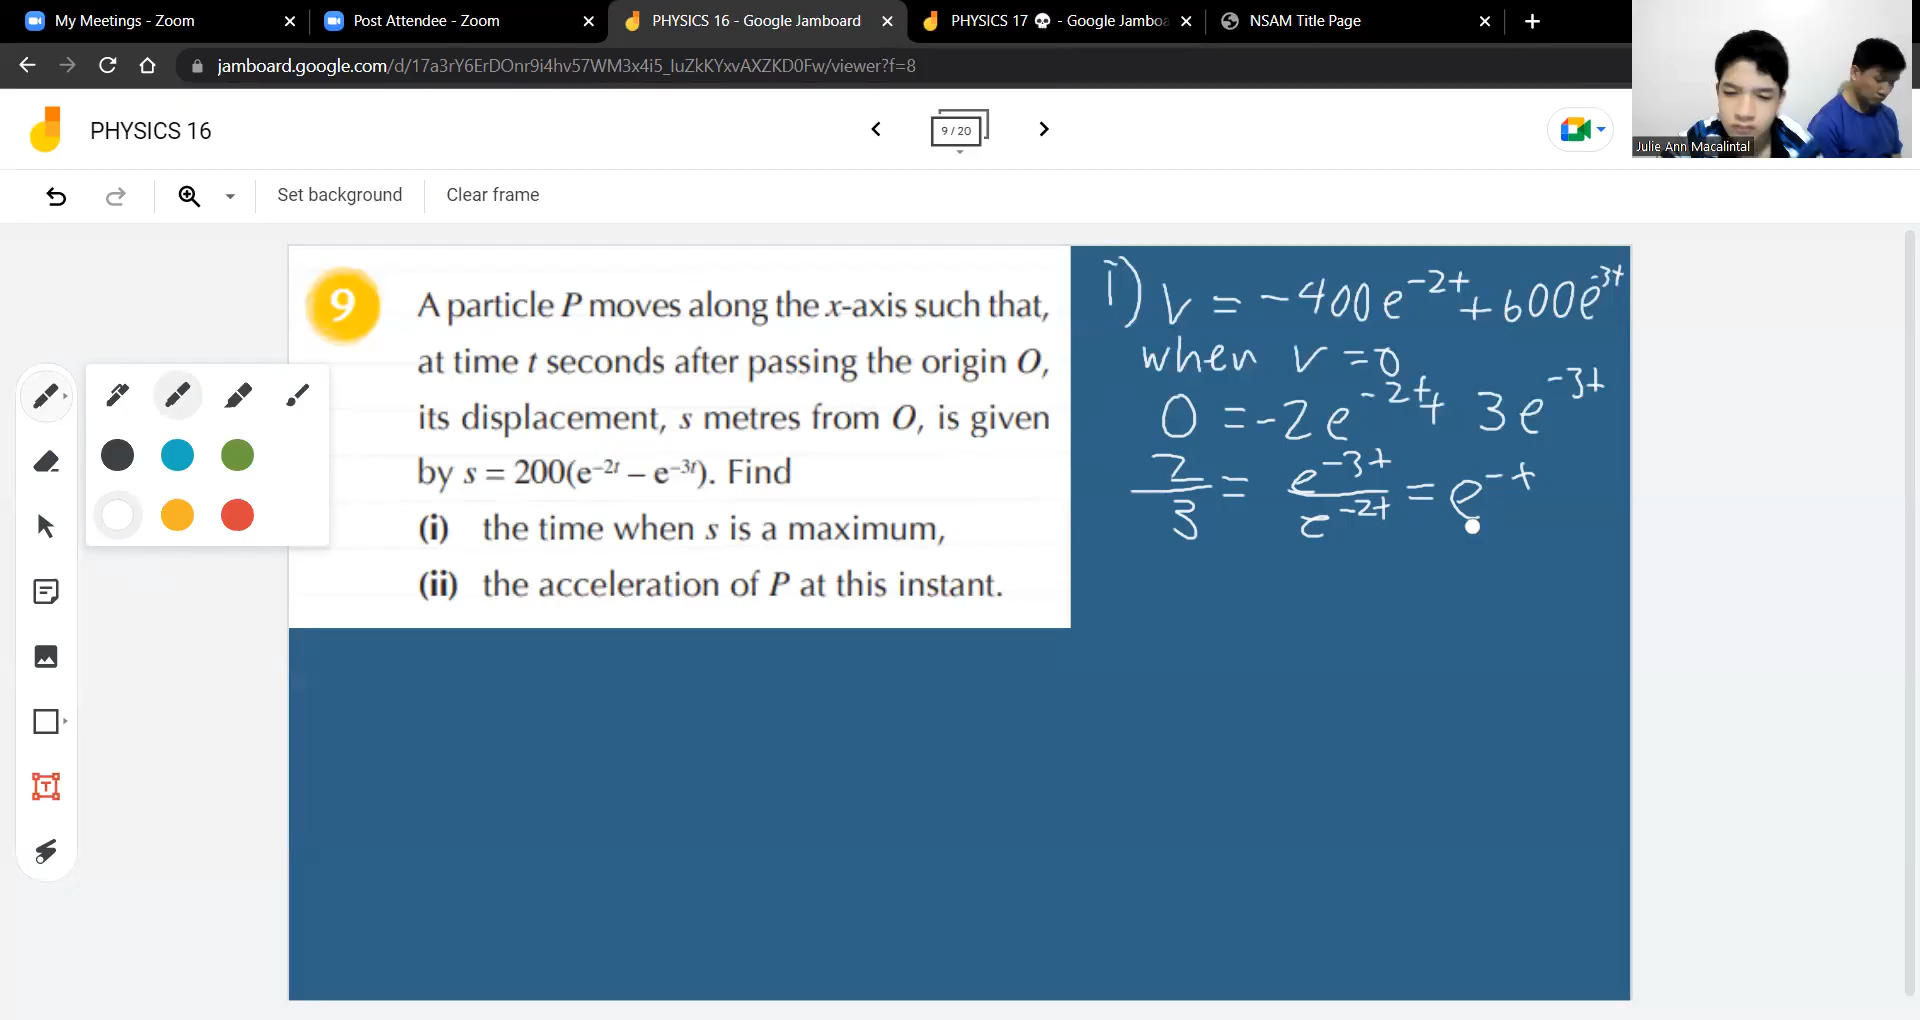 My Meetings - Zoom
Post Attendee - Zoom
PHYSICS 16 - Google Jamboard
PHYSICS 17 💀 - Google Jamboa
NSAM Title Page
jamboard.google.com/d/17a3rY6ErDOnr9i4hv57WM3x4i5_IuZkKYxvAXZKD0Fw/viewer?f=8
Julie Ann Macalintal
PHYSICS 16
9 / 20
Set background
Clear frame
9
A particle P moves along the x-axis such that,
at time t seconds after passing the origin O,
its displacement, s metres from O, is given
by s = 200(e⁻²ᵗ – e⁻³ᵗ). Find
(i) the time when s is a maximum,
(ii) the acceleration of P at this instant.
i) v = -400e^-2t + 600e^-3t
when v = 0
0 = -2e^-2t + 3e^-3t
2/3 = e^-3t/e^-2t = e^-t